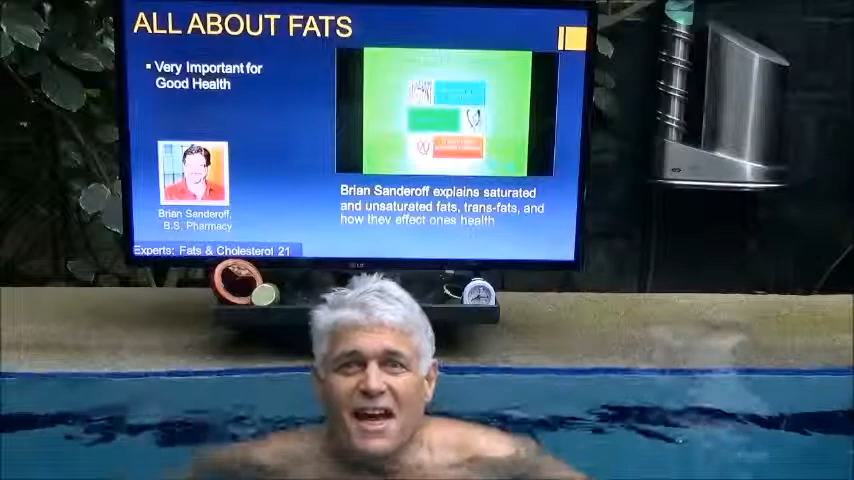 ALL ABOUT FATS
▪ Very Important for
Good Health
Brian Sanderoff,
B.S. Pharmacy
Brian Sanderoff explains saturated
and unsaturated fats, trans-fats, and
how they effect ones health
Experts: Fats & Cholesterol 21
LG